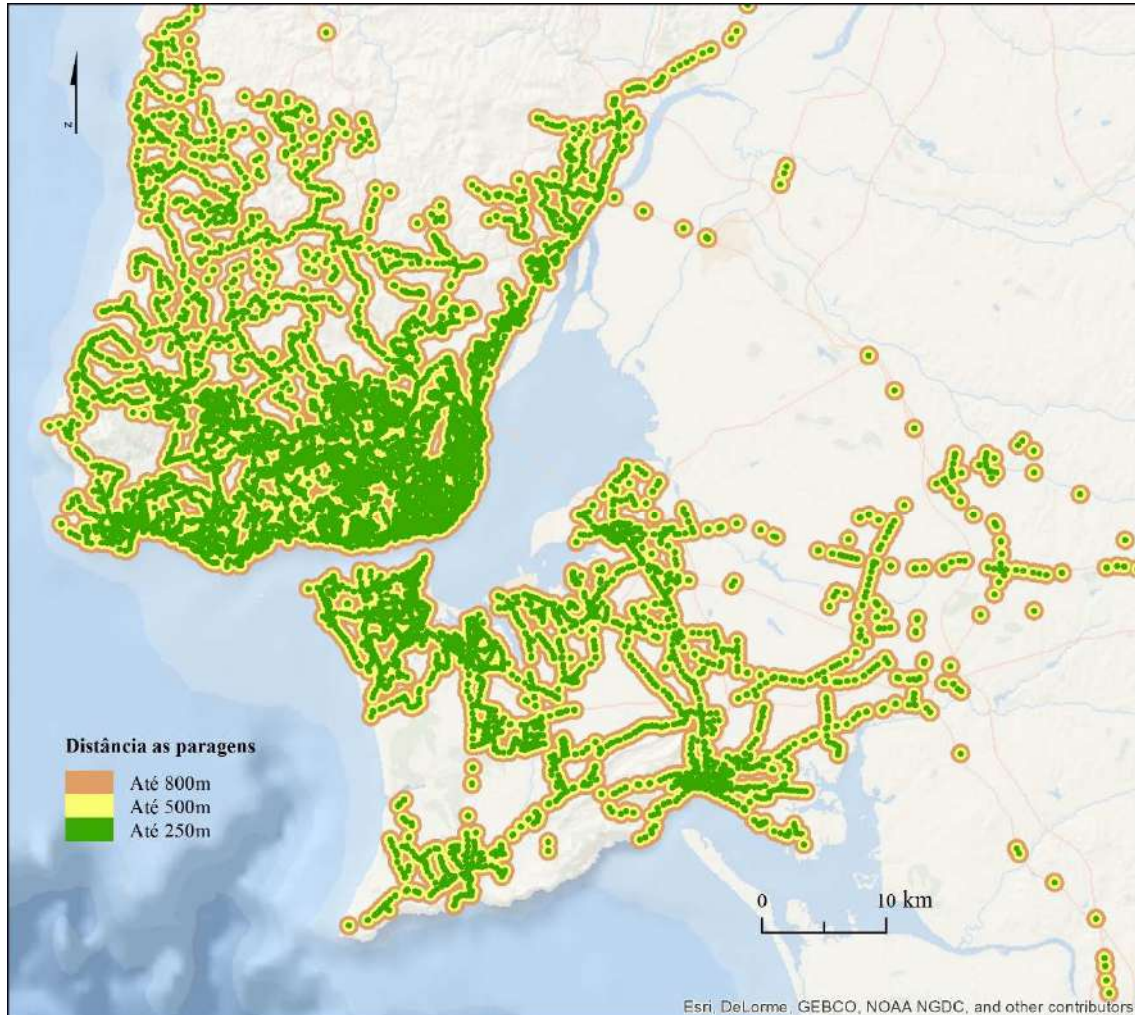 z
Distância as paragens
Até 800m
Até 500m
Até 250m
0 10 km
Esri, DeLorme, GEBCO, NOAA NGDC, and other contributors